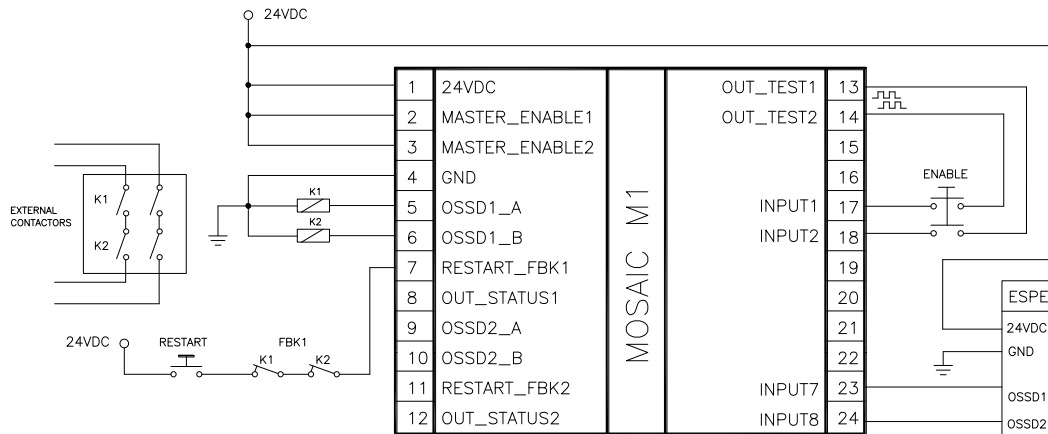 24VDC
1 24VDC OUT_TEST1 13
2 MASTER_ENABLE1 OUT_TEST2 14
3 MASTER_ENABLE2 15
4 GND 16
5 OSSD1_A INPUT1 17
6 OSSD1_B INPUT2 18
7 RESTART_FBK1 19
8 OUT_STATUS1 20
9 OSSD2_A 21
10 OSSD2_B 22
11 RESTART_FBK2 INPUT7 23
12 OUT_STATUS2 INPUT8 24
MOSAIC M1
EXTERNAL
CONTACTORS
K1
K2
K1
K2
24VDC
RESTART
FBK1
K1
K2
ENABLE
ESPE
24VDC
GND
OSSD1
OSSD2